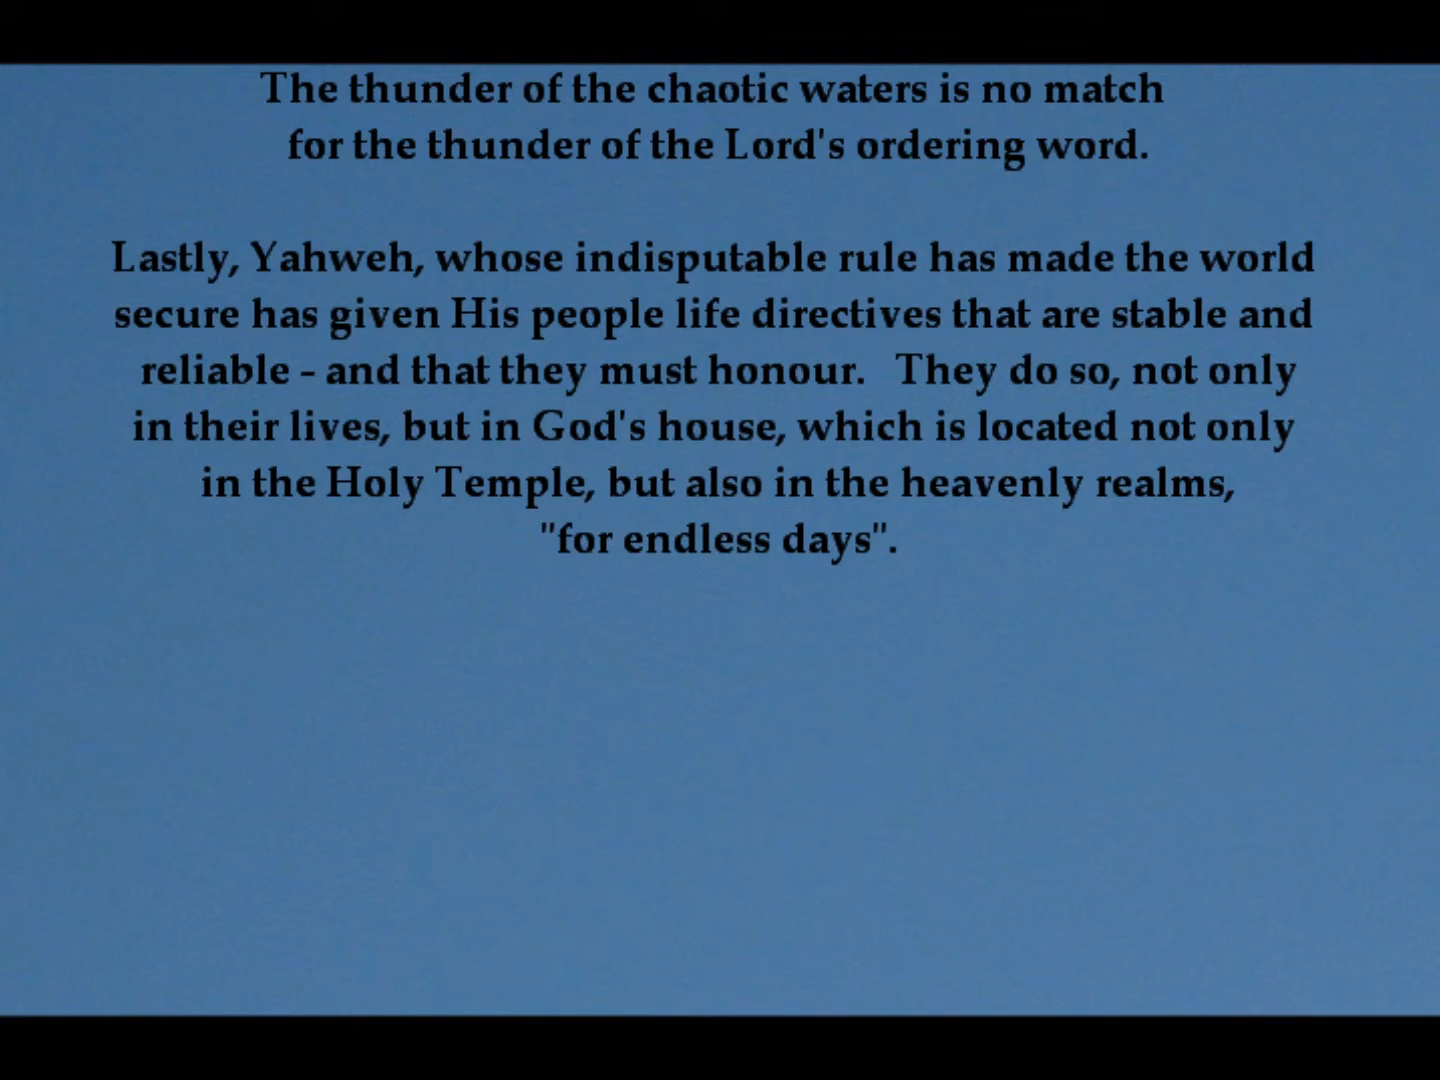 The thunder of the chaotic waters is no match
for the thunder of the Lord's ordering word.
Lastly, Yahweh, whose indisputable rule has made the world
secure has given His people life directives that are stable and
reliable - and that they must honour. They do so, not only
in their lives, but in God's house, which is located not only
in the Holy Temple, but also in the heavenly realms,
"for endless days".